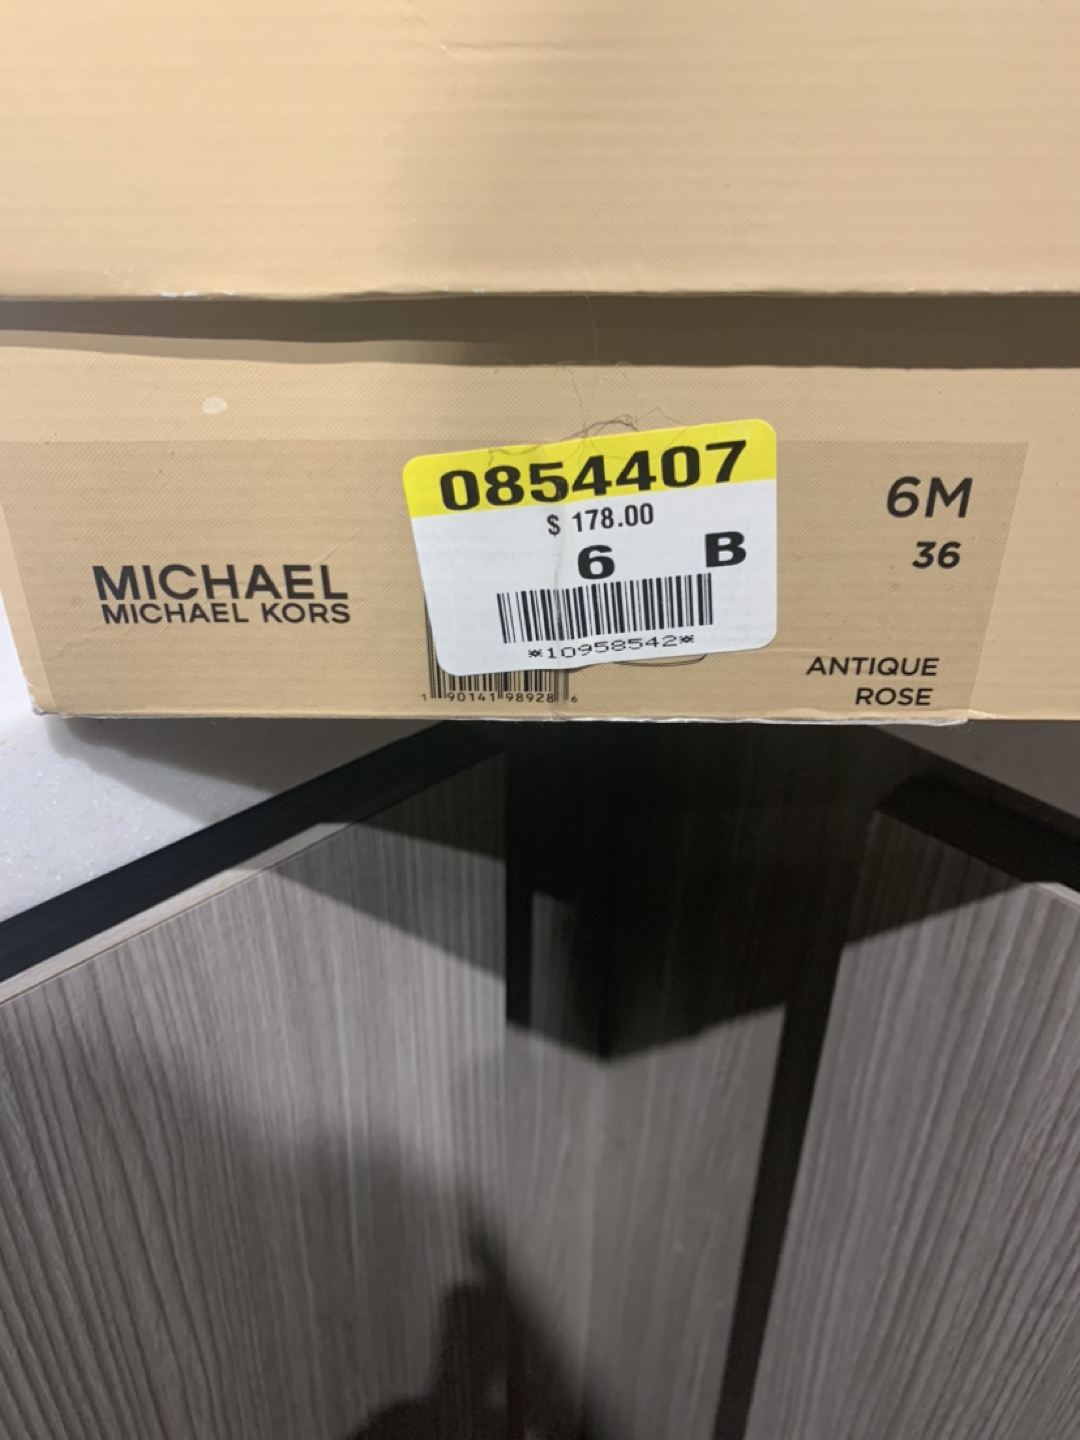 MICHAEL
MICHAEL KORS
0854407
$ 178.00
6 B
*10958542*
1 90141 98928 6
6M
36
ANTIQUE
ROSE